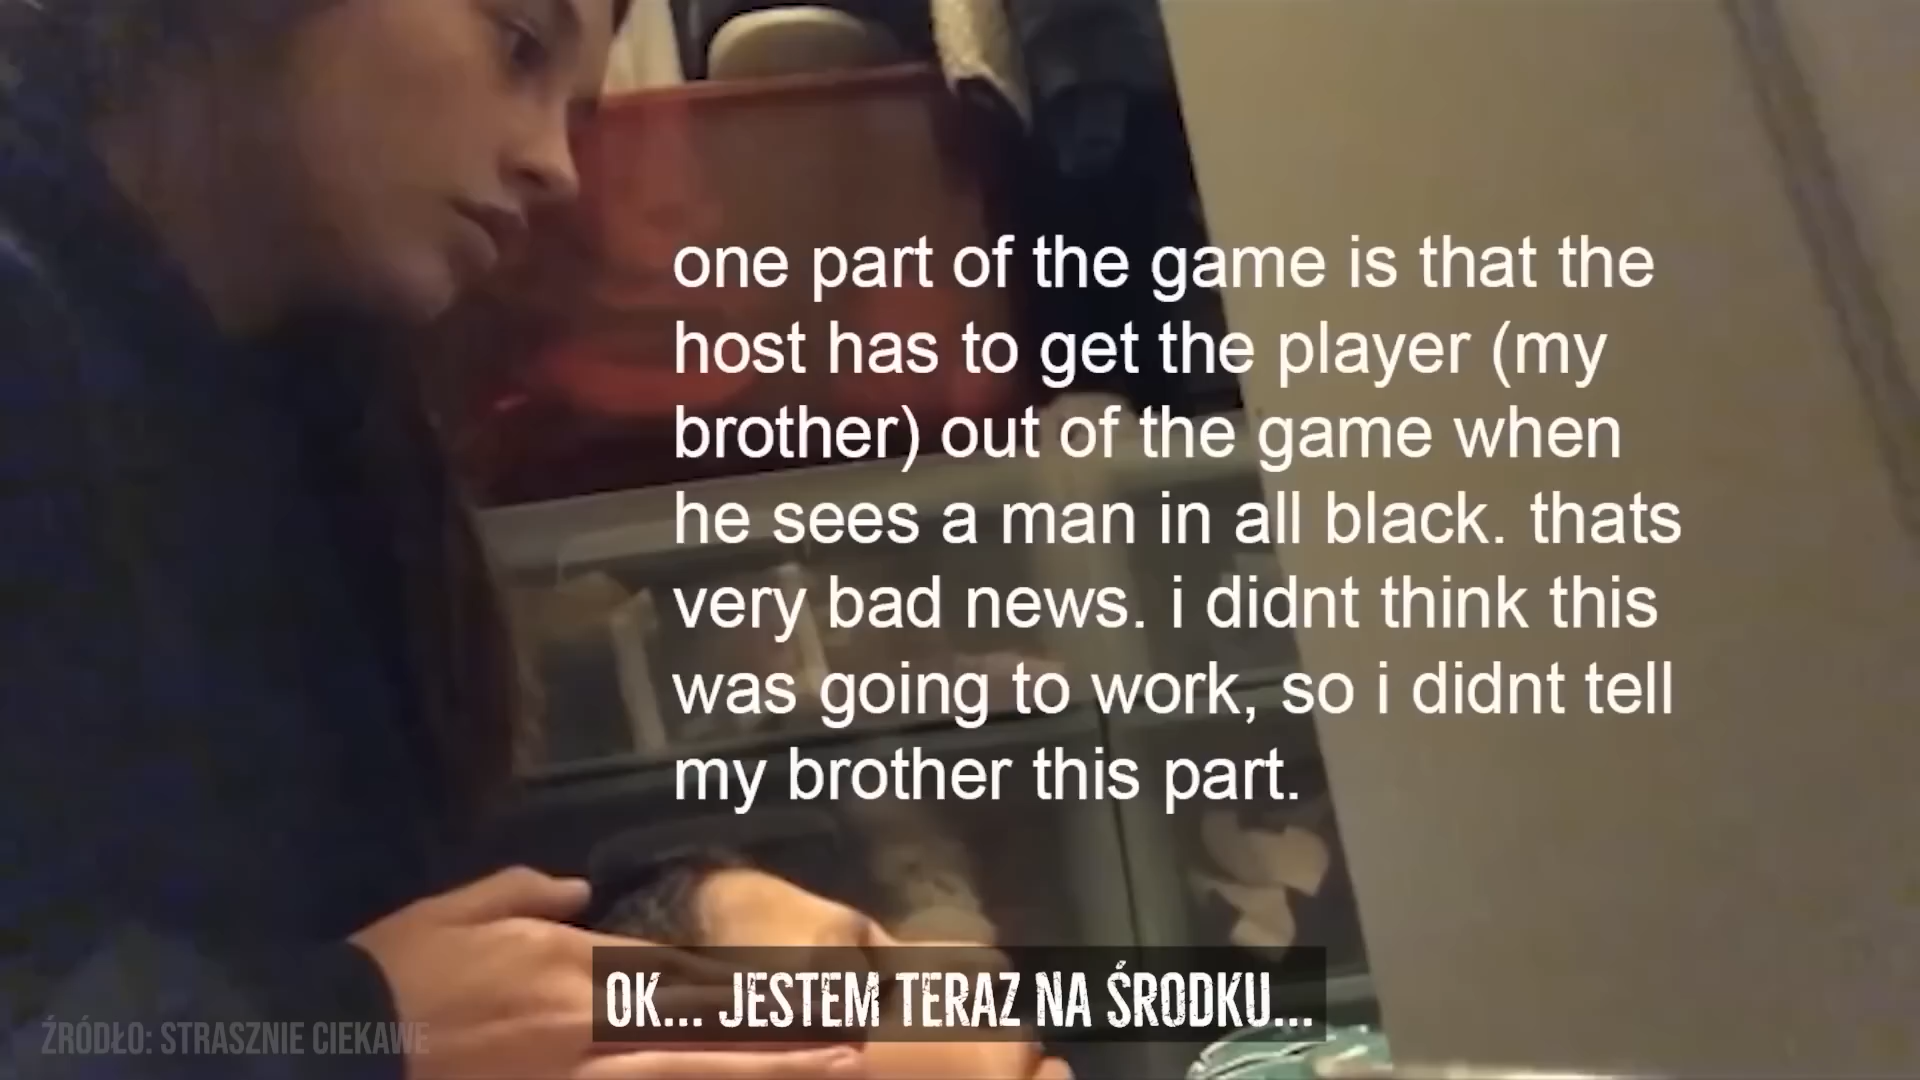 one part of the game is that the
host has to get the player (my
brother) out of the game when
he sees a man in all black. thats
very bad news. i didnt think this
was going to work, so i didnt tell
my brother this part.
OK... JESTEM TERAZ NA ŚRODKU...
ŹRÓDŁO: STRASZNIE CIEKAWE